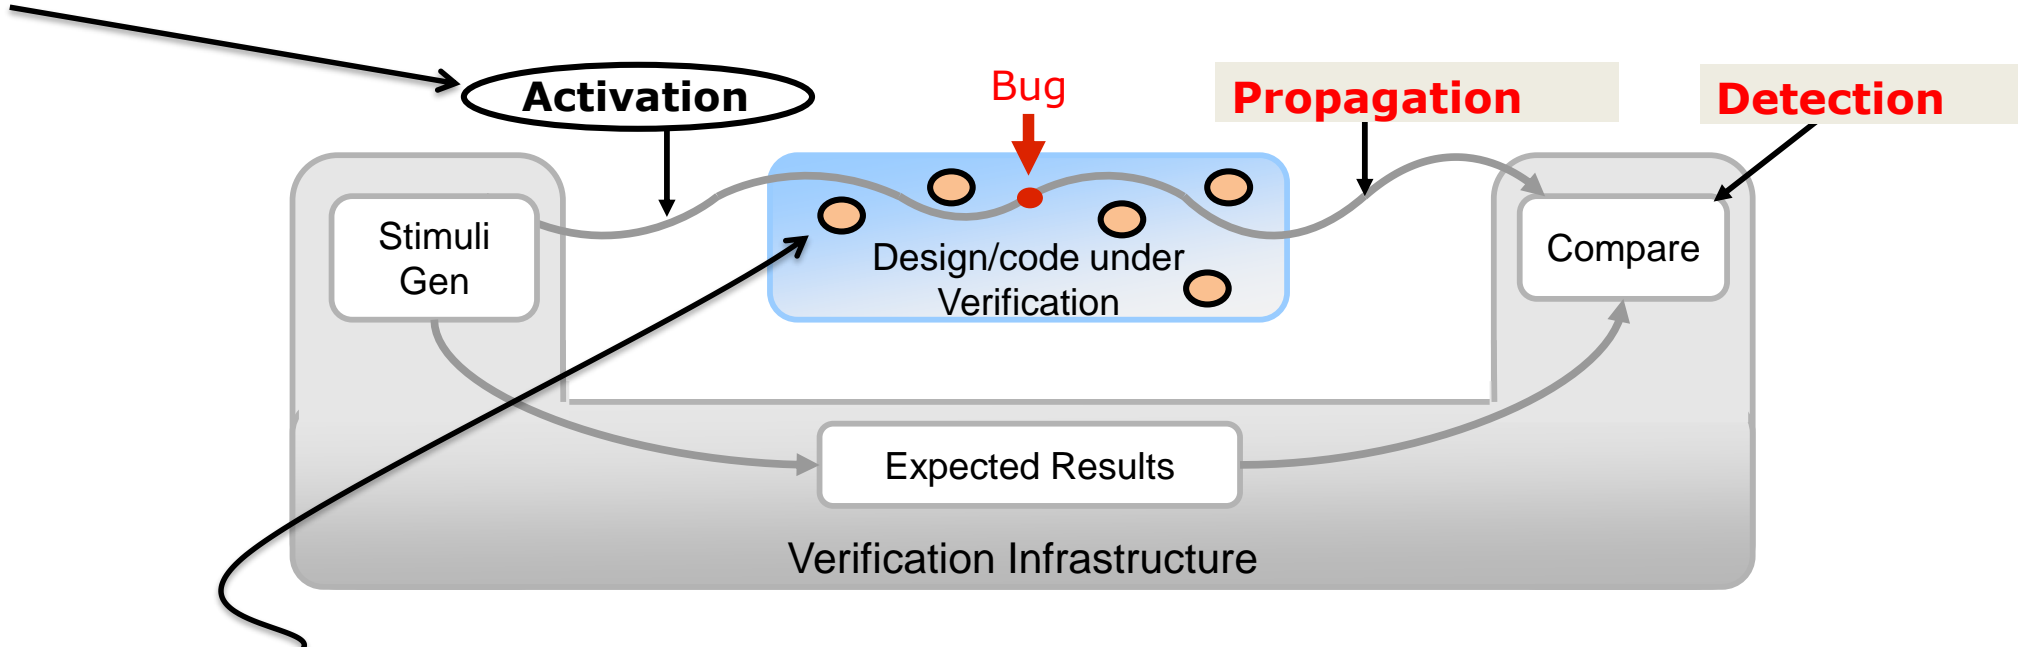 Activation
Bug
Propagation
Detection
Stimuli
Gen
Design/code under
Verification
Compare
Expected Results
Verification Infrastructure